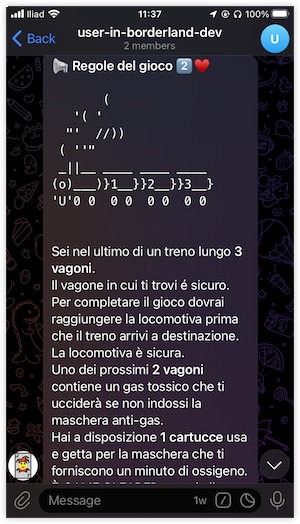 Iliad 11:37 100%
Back user-in-borderland-dev U
2 members
📢 Regole del gioco 2️⃣♥️
(
'( '
"' //))
( ''"
_||__ ____ ____ ____
(o)___)}1__}}2__}}3__}
'U'0 0 0 0 0 0 0 0
Sei nel ultimo di un treno lungo 3
vagoni.
Il vagone in cui ti trovi é sicuro.
Per completare il gioco dovrai
raggiungere la locomotiva prima
che il treno arrivi a destinazione.
La locomotiva è sicura.
Uno dei prossimi 2 vagoni
contiene un gas tossico che ti
ucciderà se non indossi la
maschera anti-gas.
Hai a disposizione 1 cartucce usa
e getta per la maschera che ti
forniscono un minuto di ossigeno.
Message 1w